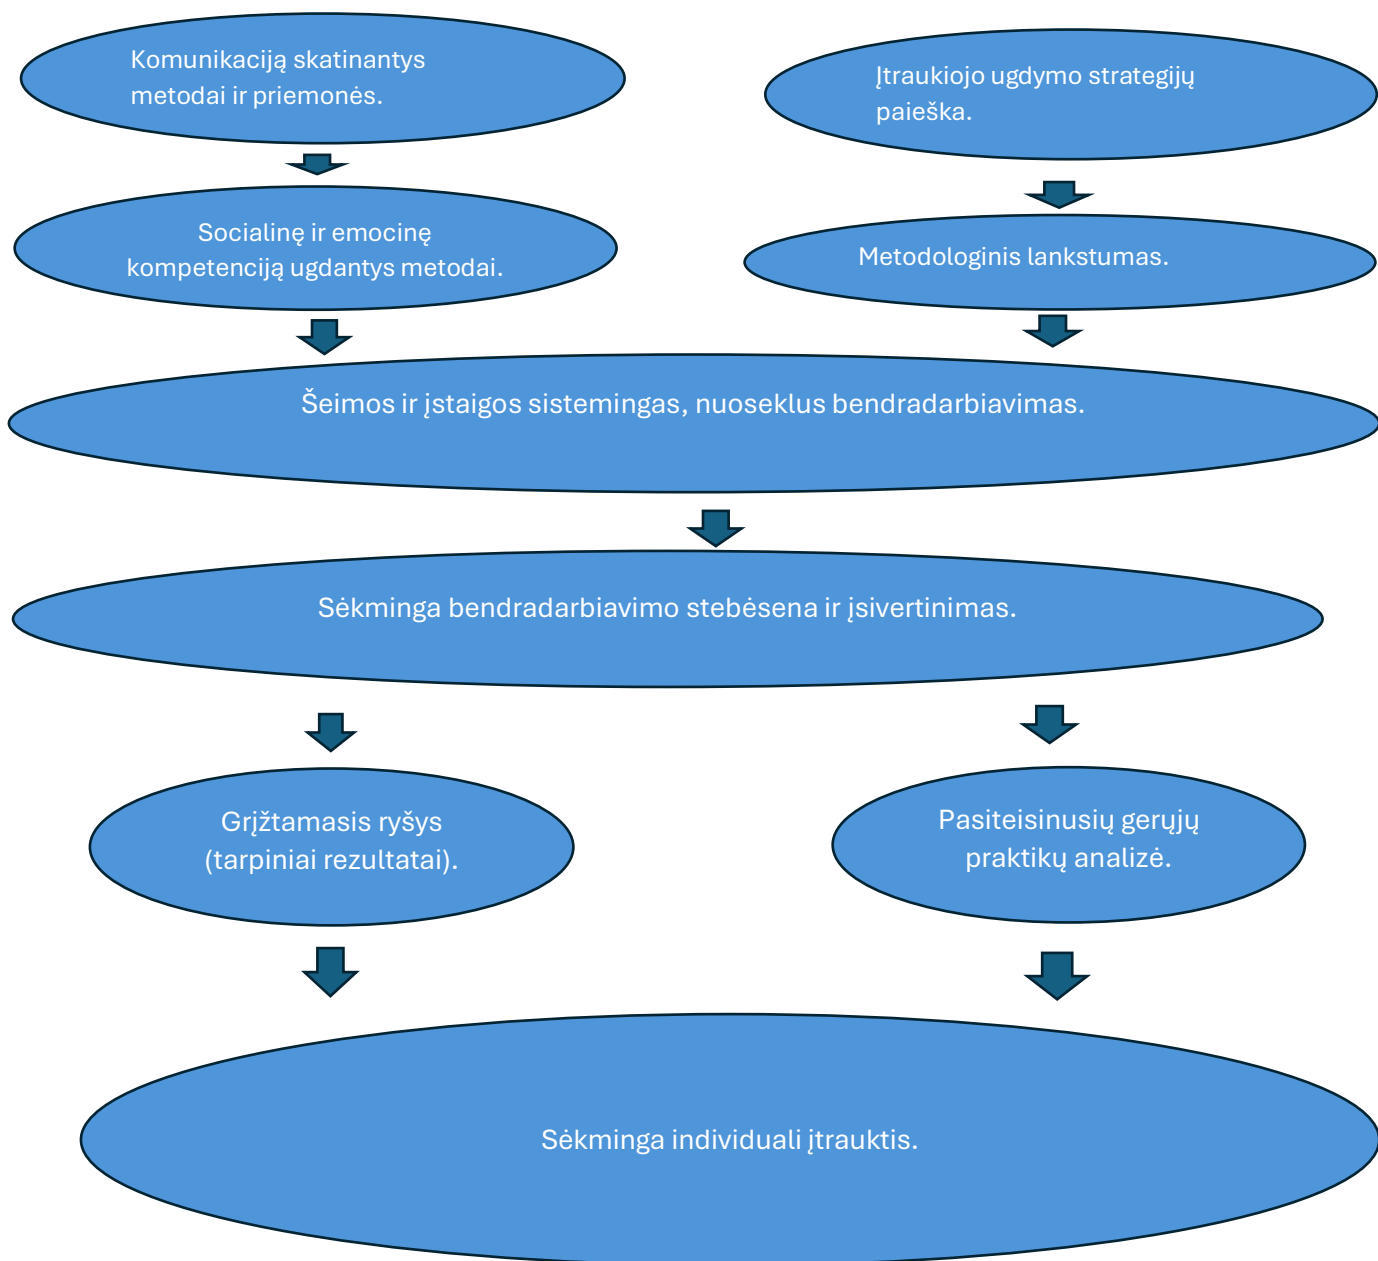 Komunikaciją skatinantys
metodai ir priemonės.
Įtraukiojo ugdymo strategijų
paieška.
Socialinę ir emocinę
kompetenciją ugdantys metodai.
Metodologinis lankstumas.
Šeimos ir įstaigos sistemingas, nuoseklus bendradarbiavimas.
Sėkminga bendradarbiavimo stebėsena ir įsivertinimas.
Grįžtamasis ryšys
(tarpiniai rezultatai).
Pasiteisinusių gerųjų
praktikų analizė.
Sėkminga individuali įtrauktis.